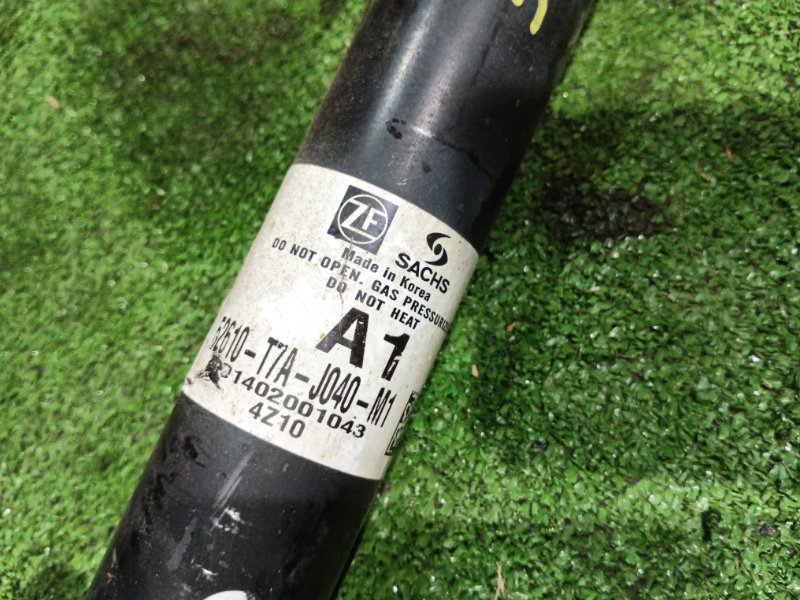 ZF
SACHS
Made in Korea
DO NOT OPEN. GAS
DO NOT HEAT
A1
52610-T7A-J040-M1
1402001043
4Z10